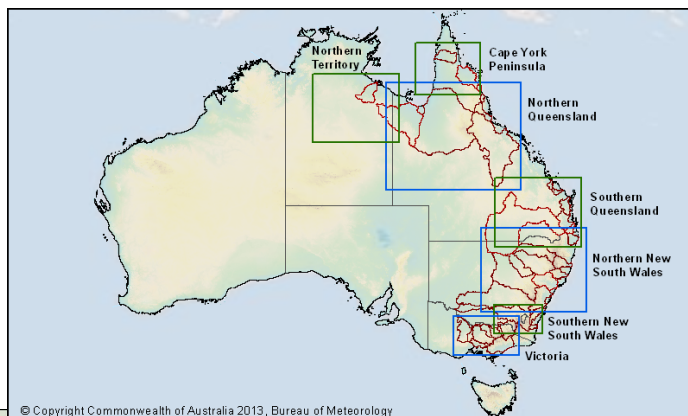 Northern
Territory
Cape York
Peninsula
Northern
Queensland
Southern
Queensland
Northern New
South Wales
Southern New
South Wales
Victoria
© Copyright Commonwealth of Australia 2013, Bureau of Meteorology